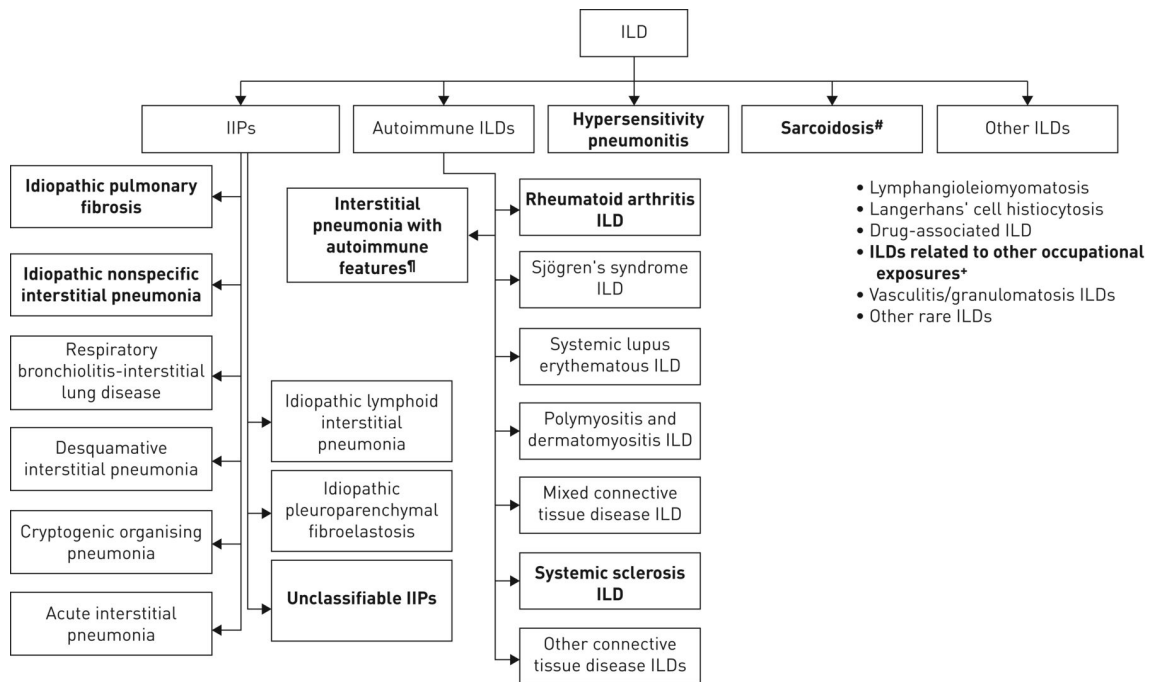 ILD
IIPs
Autoimmune ILDs
Hypersensitivity
pneumonitis
Sarcoidosis#
Other ILDs
Idiopathic pulmonary
fibrosis
Idiopathic nonspecific
interstitial pneumonia
Respiratory
bronchiolitis-interstitial
lung disease
Desquamative
interstitial pneumonia
Cryptogenic organising
pneumonia
Acute interstitial
pneumonia
Idiopathic lymphoid
interstitial
pneumonia
Idiopathic
pleuroparenchymal
fibroelastosis
Unclassifiable IIPs
Interstitial
pneumonia with
autoimmune
features¶
Rheumatoid arthritis
ILD
Sjögren's syndrome
ILD
Systemic lupus
erythematous ILD
Polymyositis and
dermatomyositis ILD
Mixed connective
tissue disease ILD
Systemic sclerosis
ILD
Other connective
tissue disease ILDs
• Lymphangioleiomyomatosis
• Langerhans' cell histiocytosis
• Drug-associated ILD
• ILDs related to other occupational
exposures+
• Vasculitis/granulomatosis ILDs
• Other rare ILDs